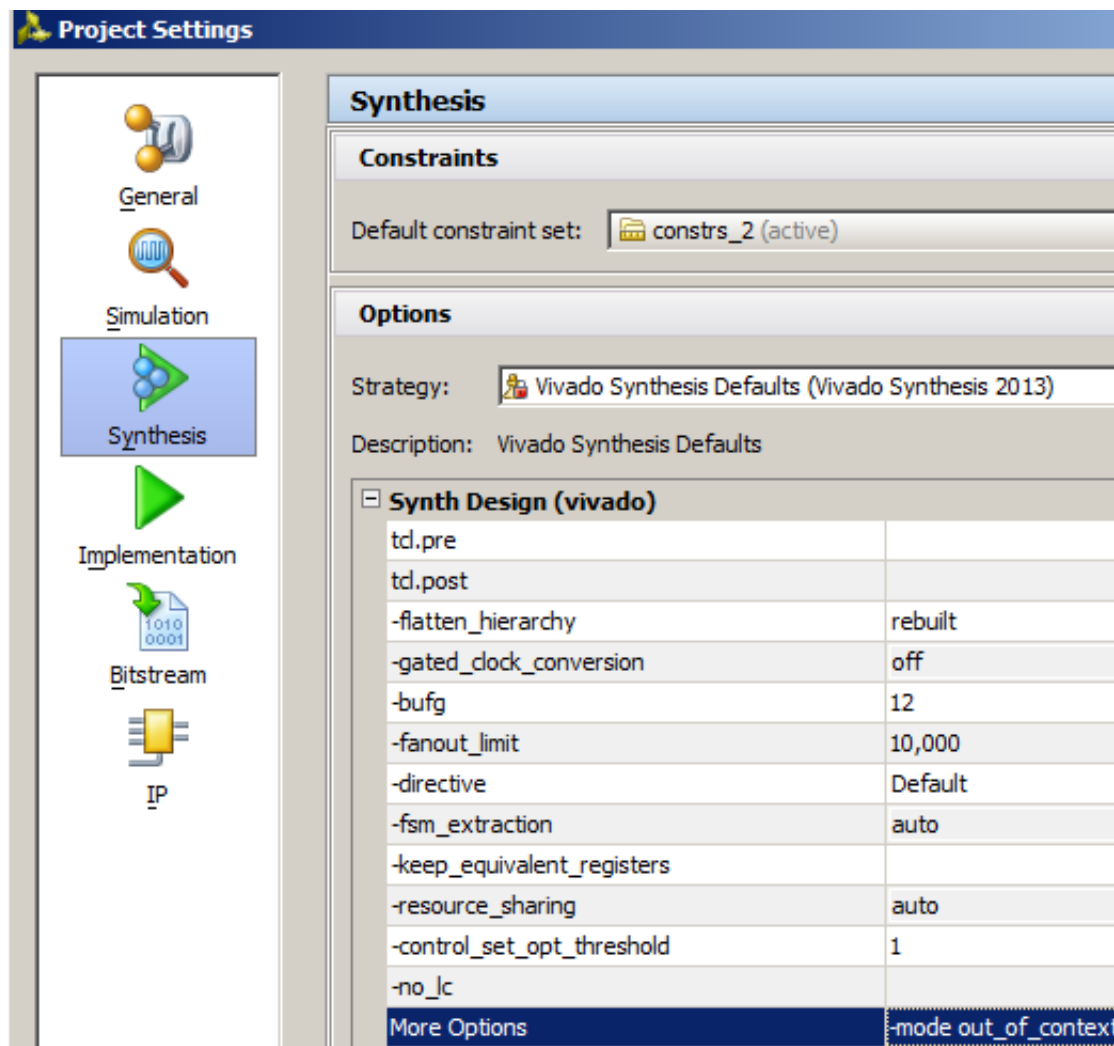 Project Settings
General
Simulation
Synthesis
Implementation
1010
0001
Bitstream
IP
Synthesis
Constraints
Default constraint set: constrs_2 (active)
Options
Strategy: Vivado Synthesis Defaults (Vivado Synthesis 2013)
Description: Vivado Synthesis Defaults
Synth Design (vivado)
tcl.pre
tcl.post
-flatten_hierarchy rebuilt
-gated_clock_conversion off
-bufg 12
-fanout_limit 10,000
-directive Default
-fsm_extraction auto
-keep_equivalent_registers
-resource_sharing auto
-control_set_opt_threshold 1
-no_lc
More Options -mode out_of_context